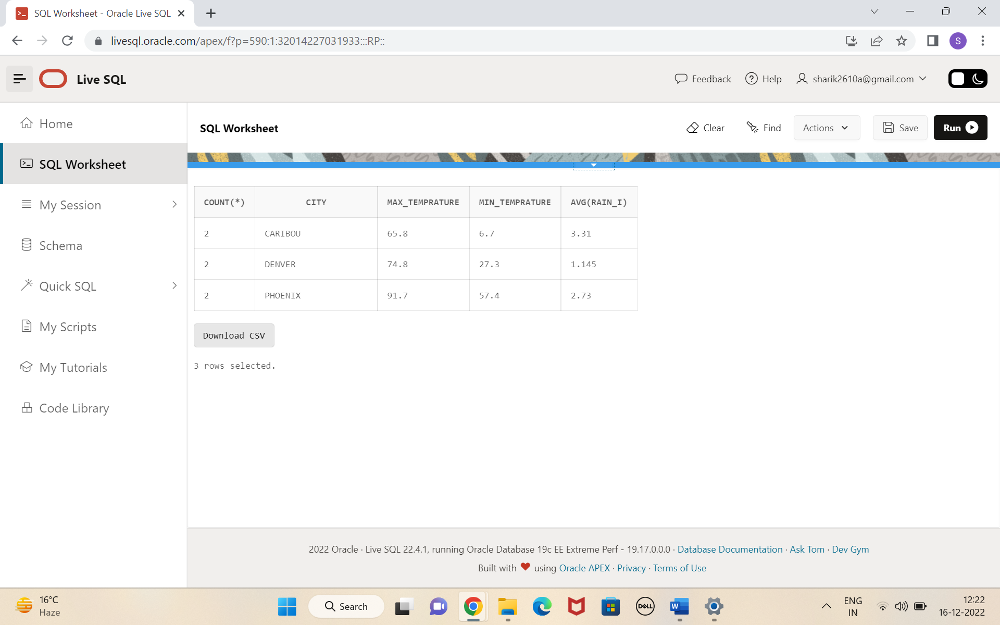 SQL Worksheet - Oracle Live SQL
livesql.oracle.com/apex/f?p=590:1:32014227031933:::RP::
S
Live SQL
Feedback
Help
sharik2610a@gmail.com
Home
SQL Worksheet
My Session
Schema
Quick SQL
My Scripts
My Tutorials
Code Library
SQL Worksheet
Clear
Find
Actions
Save
Run
COUNT(*) CITY MAX_TEMPRATURE MIN_TEMPRATURE AVG(RAIN_I)
2 CARIBOU 65.8 6.7 3.31
2 DENVER 74.8 27.3 1.145
2 PHOENIX 91.7 57.4 2.73
Download CSV
3 rows selected.
2022 Oracle · Live SQL 22.4.1, running Oracle Database 19c EE Extreme Perf - 19.17.0.0.0 · Database Documentation · Ask Tom · Dev Gym
Built with ❤ using Oracle APEX · Privacy · Terms of Use
16°C
Haze
Search
DELL
W
ENG
IN
12:22
16-12-2022